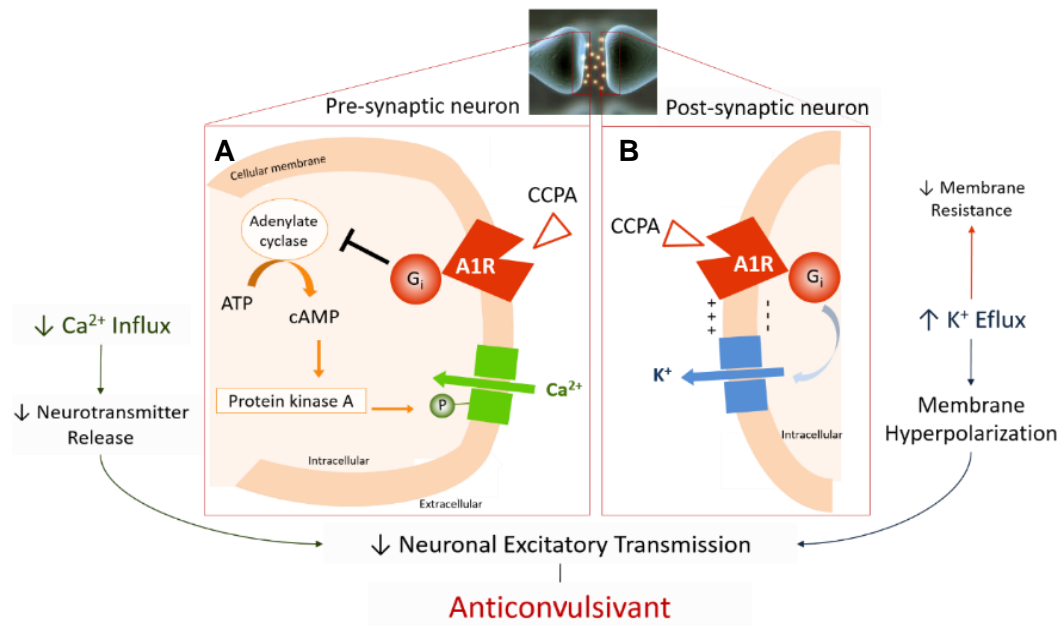 Pre-synaptic neuron
Post-synaptic neuron
A
Cellular membrane
Adenylate
cyclase
ATP
cAMP
Protein kinase A
P
Gi
A1R
CCPA
Ca²⁺
Intracellular
Extracellular
B
CCPA
A1R
Gi
+
+
+
-
-
-
-
K⁺
Intracellular
↓ Ca²⁺ Influx
↓ Neurotransmitter
Release
↓ Membrane
Resistance
↑ K⁺ Eflux
Membrane
Hyperpolarization
↓ Neuronal Excitatory Transmission
Anticonvulsivant